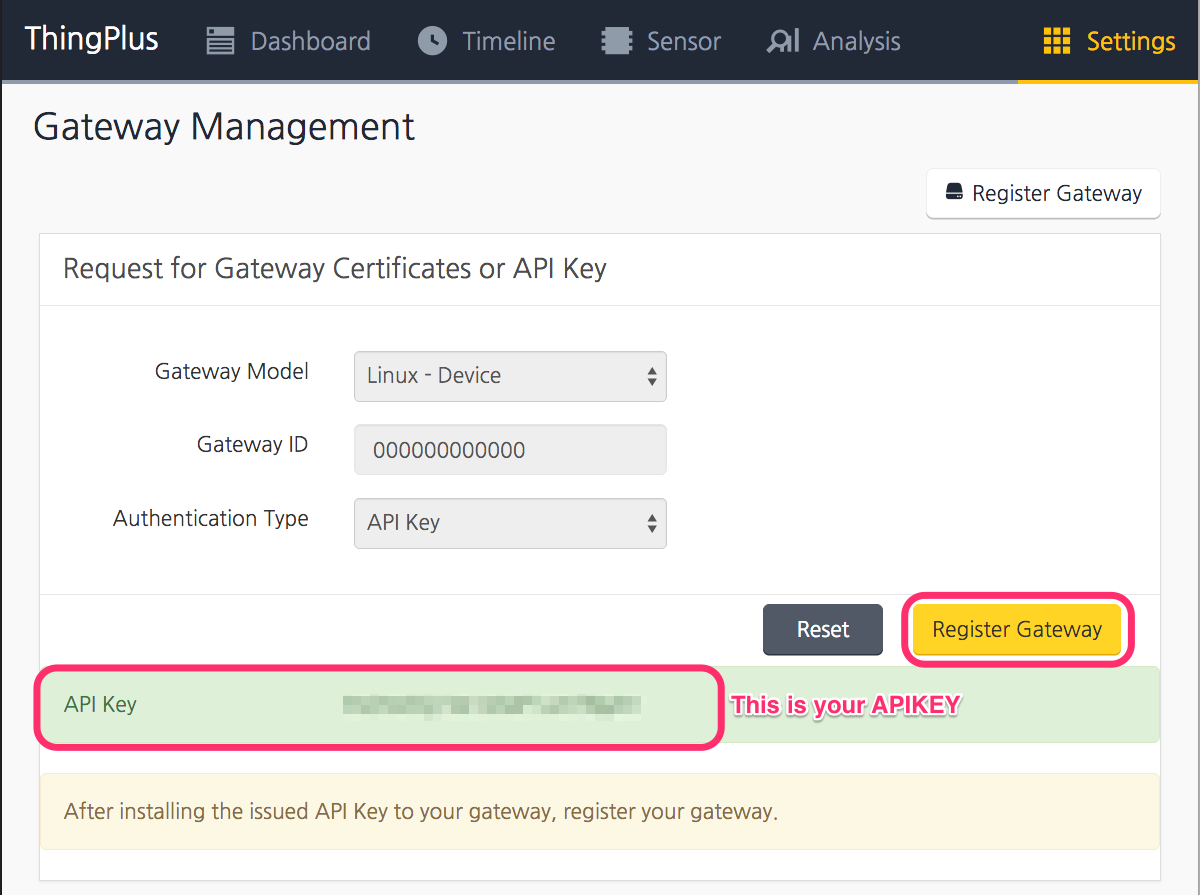 ThingPlus Dashboard Timeline Sensor Analysis Settings
Gateway Management
Register Gateway
Request for Gateway Certificates or API Key
Gateway Model Linux - Device
Gateway ID 000000000000
Authentication Type API Key
Reset Register Gateway
API Key This is your APIKEY
After installing the issued API Key to your gateway, register your gateway.